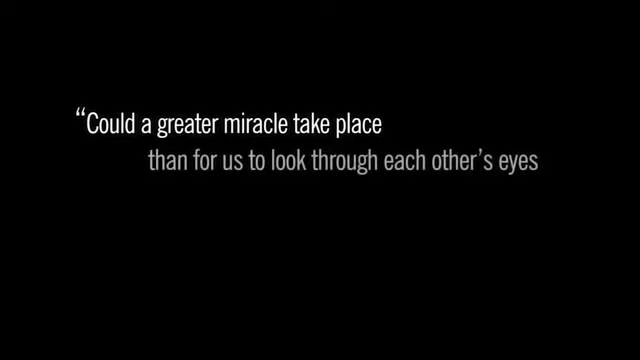 “Could a greater miracle take place
than for us to look through each other’s eyes